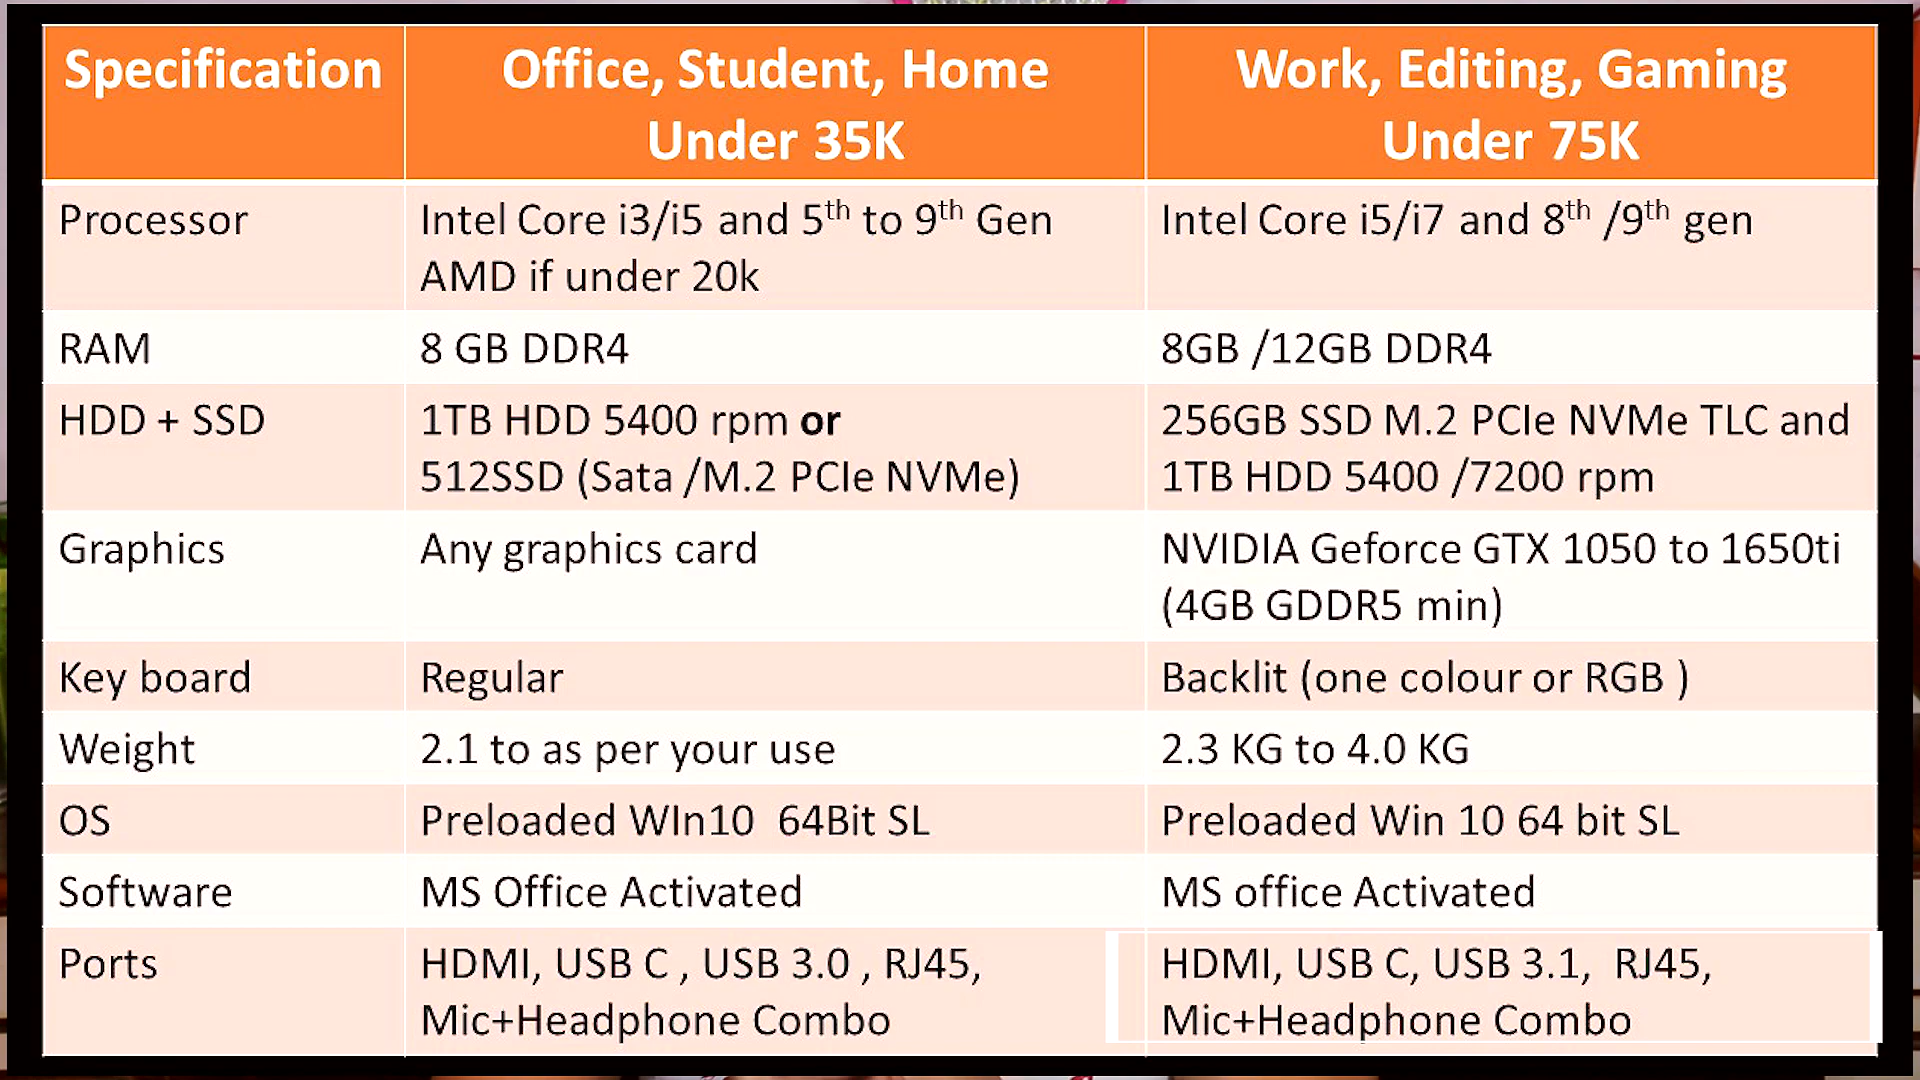 Specification
Office, Student, Home
Under 35K
Work, Editing, Gaming
Under 75K
Processor
Intel Core i3/i5 and 5th to 9th Gen
AMD if under 20k
Intel Core i5/i7 and 8th /9th gen
RAM
8 GB DDR4
8GB /12GB DDR4
HDD + SSD
1TB HDD 5400 rpm or
512SSD (Sata /M.2 PCIe NVMe)
256GB SSD M.2 PCIe NVMe TLC and
1TB HDD 5400 /7200 rpm
Graphics
Any graphics card
NVIDIA Geforce GTX 1050 to 1650ti
(4GB GDDR5 min)
Key board
Regular
Backlit (one colour or RGB )
Weight
2.1 to as per your use
2.3 KG to 4.0 KG
OS
Preloaded WIn10  64Bit SL
Preloaded Win 10 64 bit SL
Software
MS Office Activated
MS office Activated
Ports
HDMI, USB C , USB 3.0 , RJ45,
Mic+Headphone Combo
HDMI, USB C, USB 3.1,  RJ45,
Mic+Headphone Combo